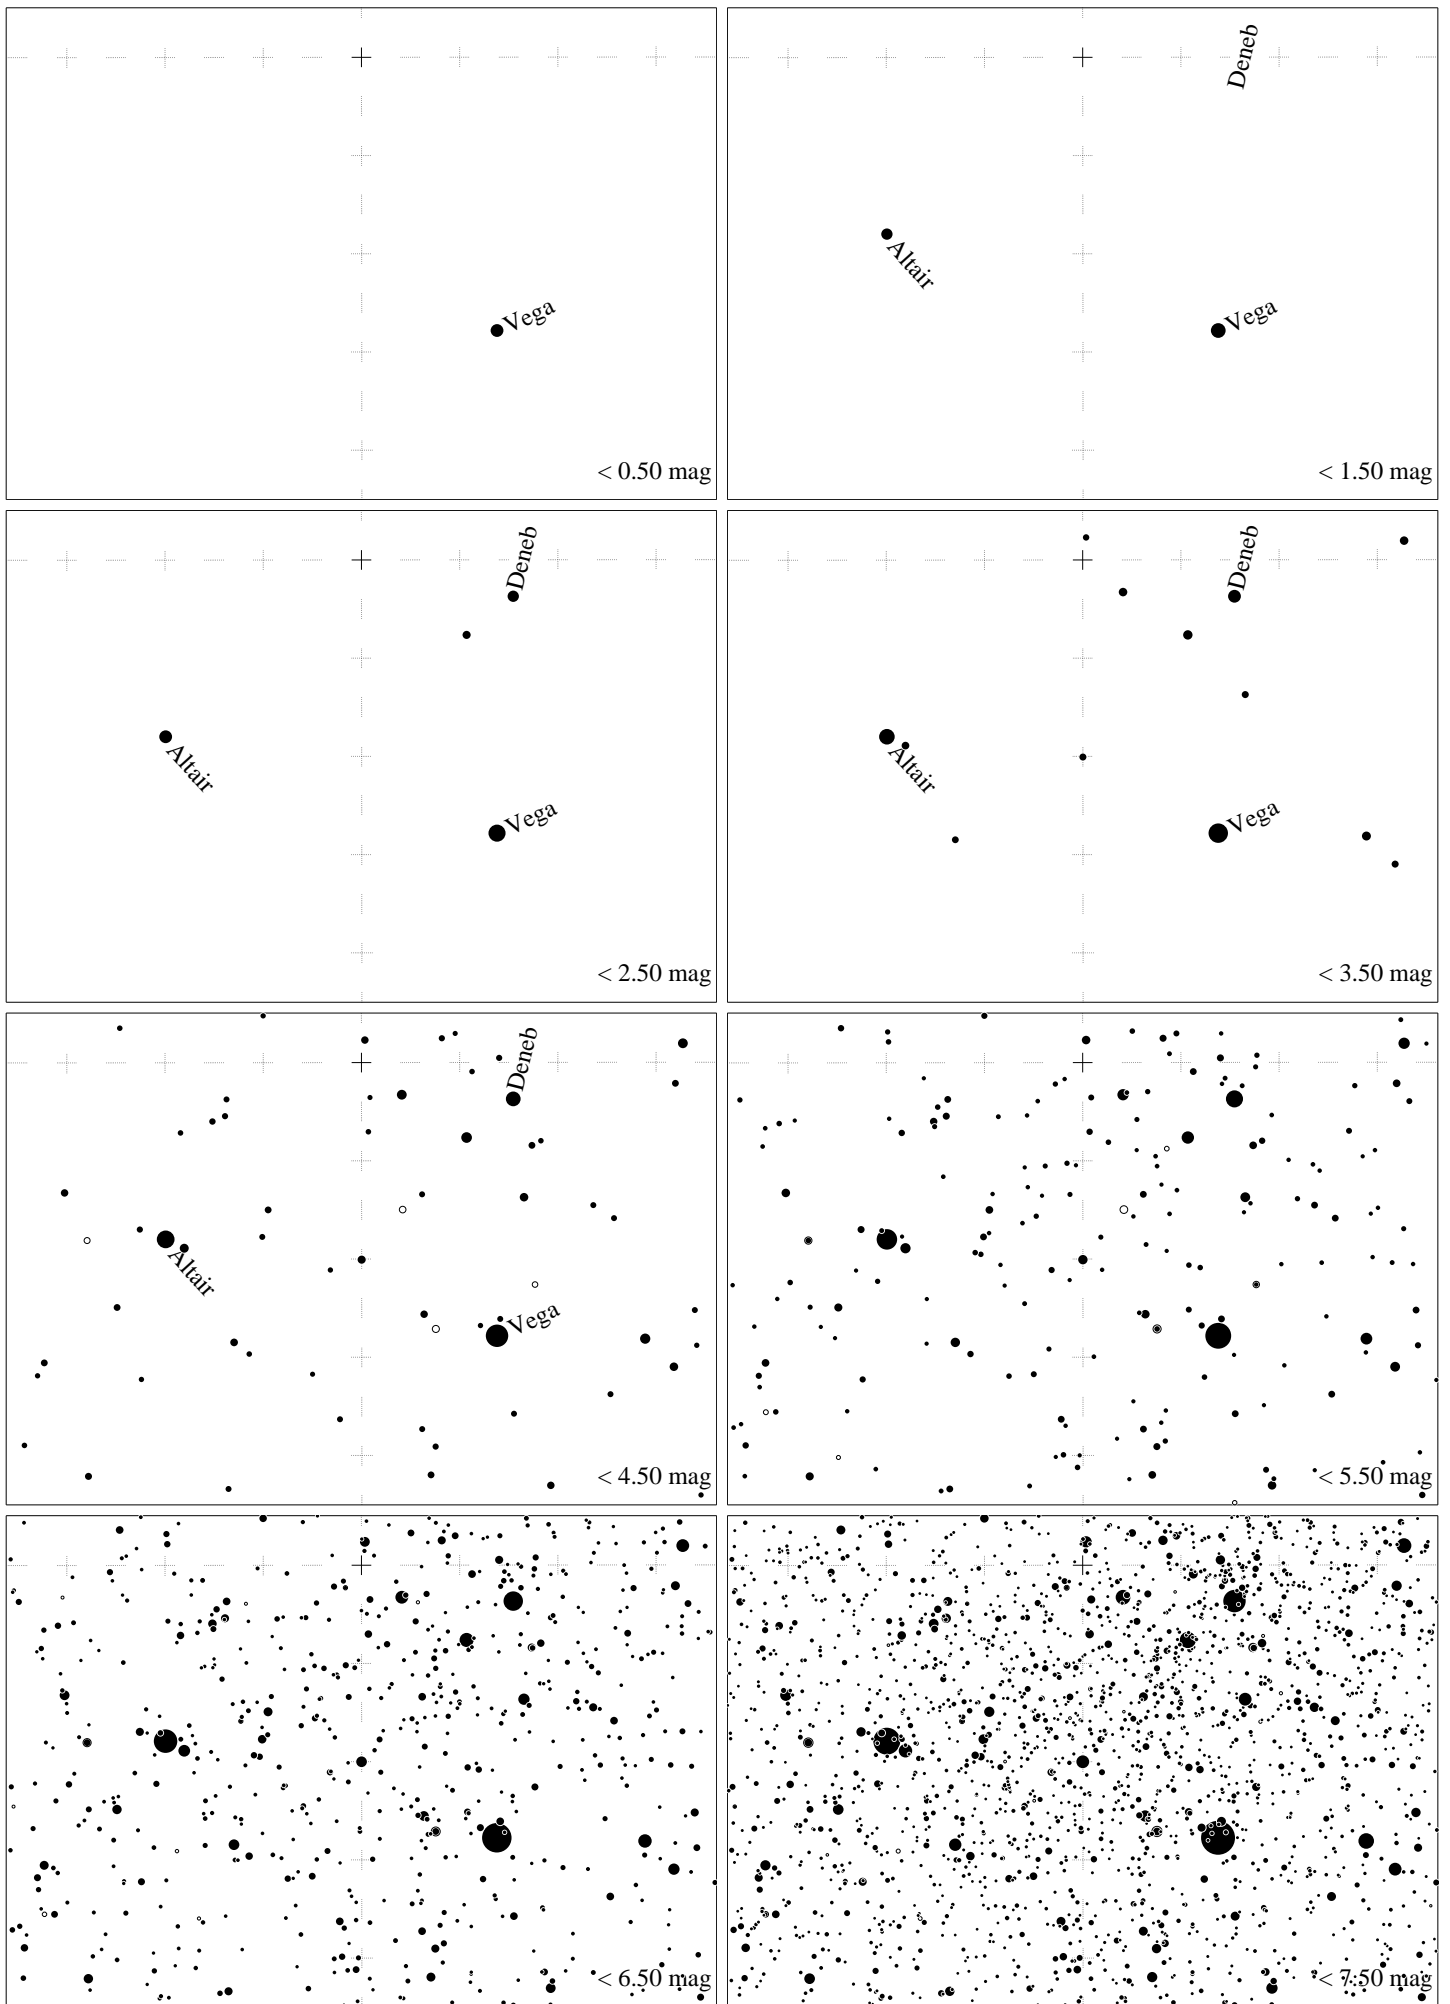 Vega
< 0.50 mag
Deneb
Altair
Vega
< 1.50 mag
Deneb
Altair
Vega
< 2.50 mag
Deneb
Altair
Vega
< 3.50 mag
Deneb
Altair
Vega
< 4.50 mag
< 5.50 mag
< 6.50 mag
< 7.50 mag